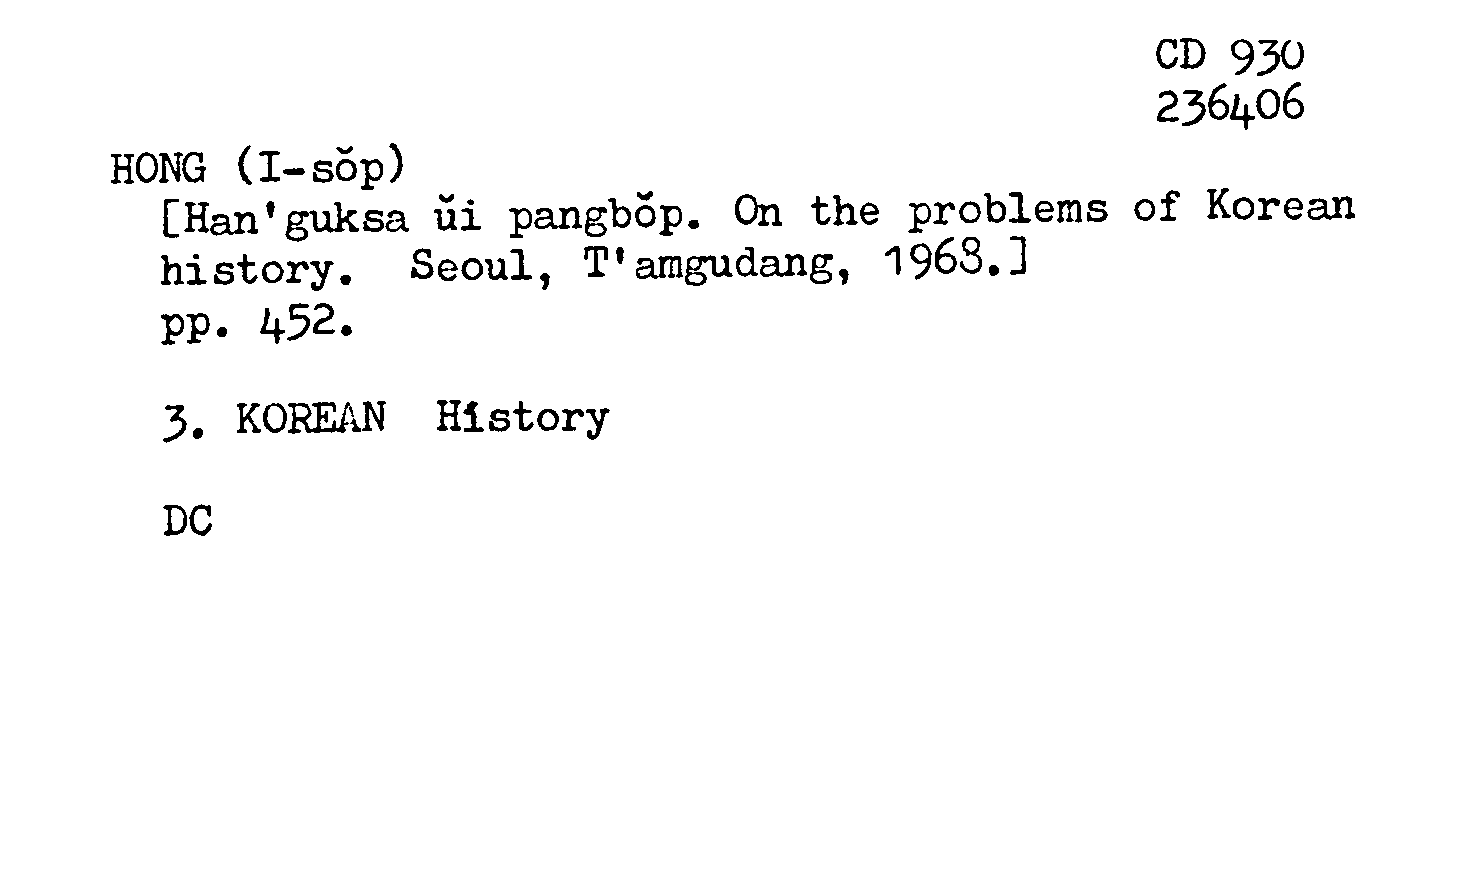 CD 930
236406
HONG (I-sŏp)
[Han'guksa ŭi pangbŏp. On the problems of Korean
history. Seoul, T'amgudang, 1968.]
pp. 452.
3. KOREAN History
DC